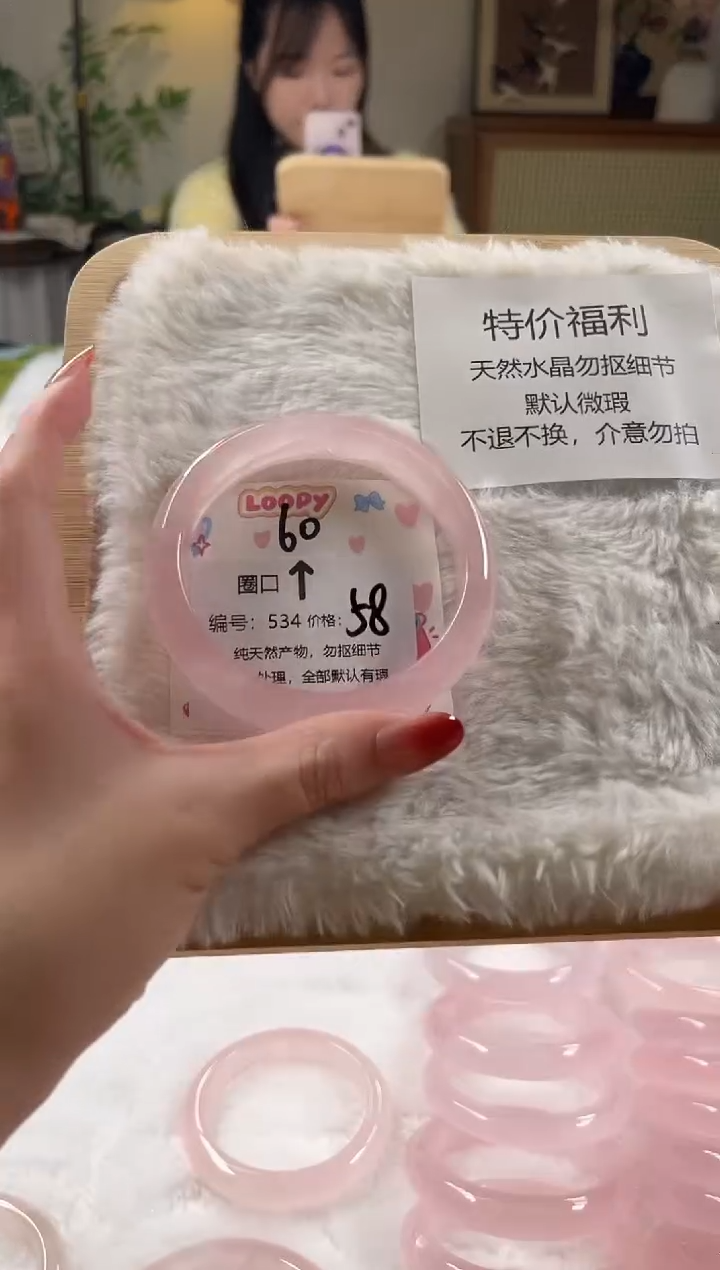 特价福利
天然水晶勿抠细节
默认微瑕
不退不换，介意勿拍
LOOPY
60
圈口
编号：534 价格：58
纯天然产物，勿抠细节
处理，全部默认有瑕